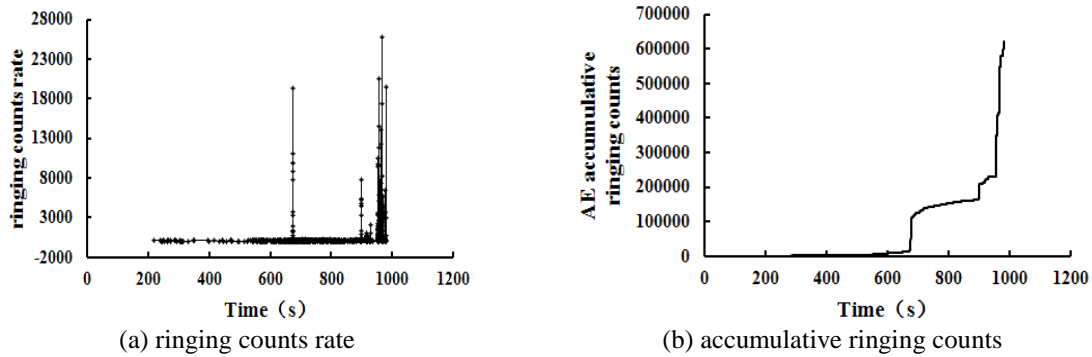 28000
23000
18000
13000
8000
3000
-2000
ringing counts rate
0 200 400 600 800 1000 1200
Time（s）
(a) ringing counts rate
700000
600000
500000
400000
300000
200000
100000
0
AE accumulative
ringing counts
0 200 400 600 800 1000 1200
Time（s）
(b) accumulative ringing counts